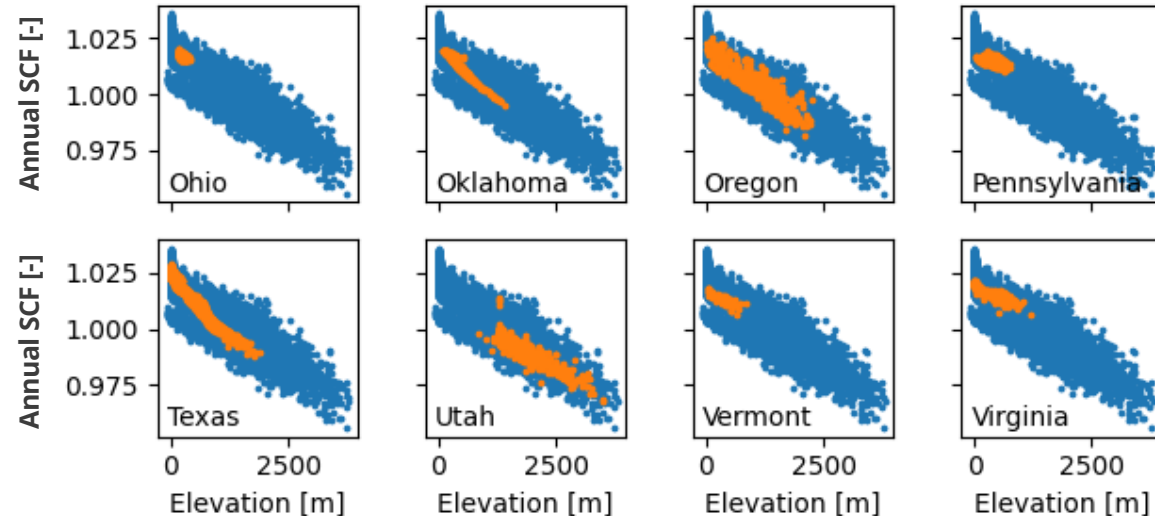 Annual SCF [-]
1.025
1.000
0.975
Ohio
Oklahoma
Oregon
Pennsylvania
Annual SCF [-]
1.025
1.000
0.975
Texas
Utah
Vermont
Virginia
0 2500 0 2500 0 2500 0 2500
Elevation [m] Elevation [m] Elevation [m] Elevation [m]